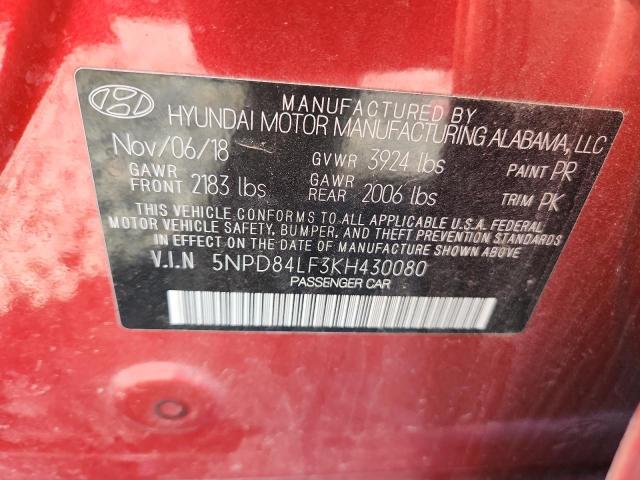 MANUFACTURED BY
HYUNDAI MOTOR MANUFACTURING ALABAMA, LLC
Nov/06/18 GVWR 3924 lbs PAINT PR
GAWR FRONT 2183 lbs GAWR REAR 2006 lbs TRIM PK
THIS VEHICLE CONFORMS TO ALL APPLICABLE U.S.A. FEDERAL
MOTOR VEHICLE SAFETY, BUMPER, AND THEFT PREVENTION STANDARDS
IN EFFECT ON THE DATE OF MANUFACTURE SHOWN ABOVE
V.I.N 5NPD84LF3KH430080
PASSENGER CAR